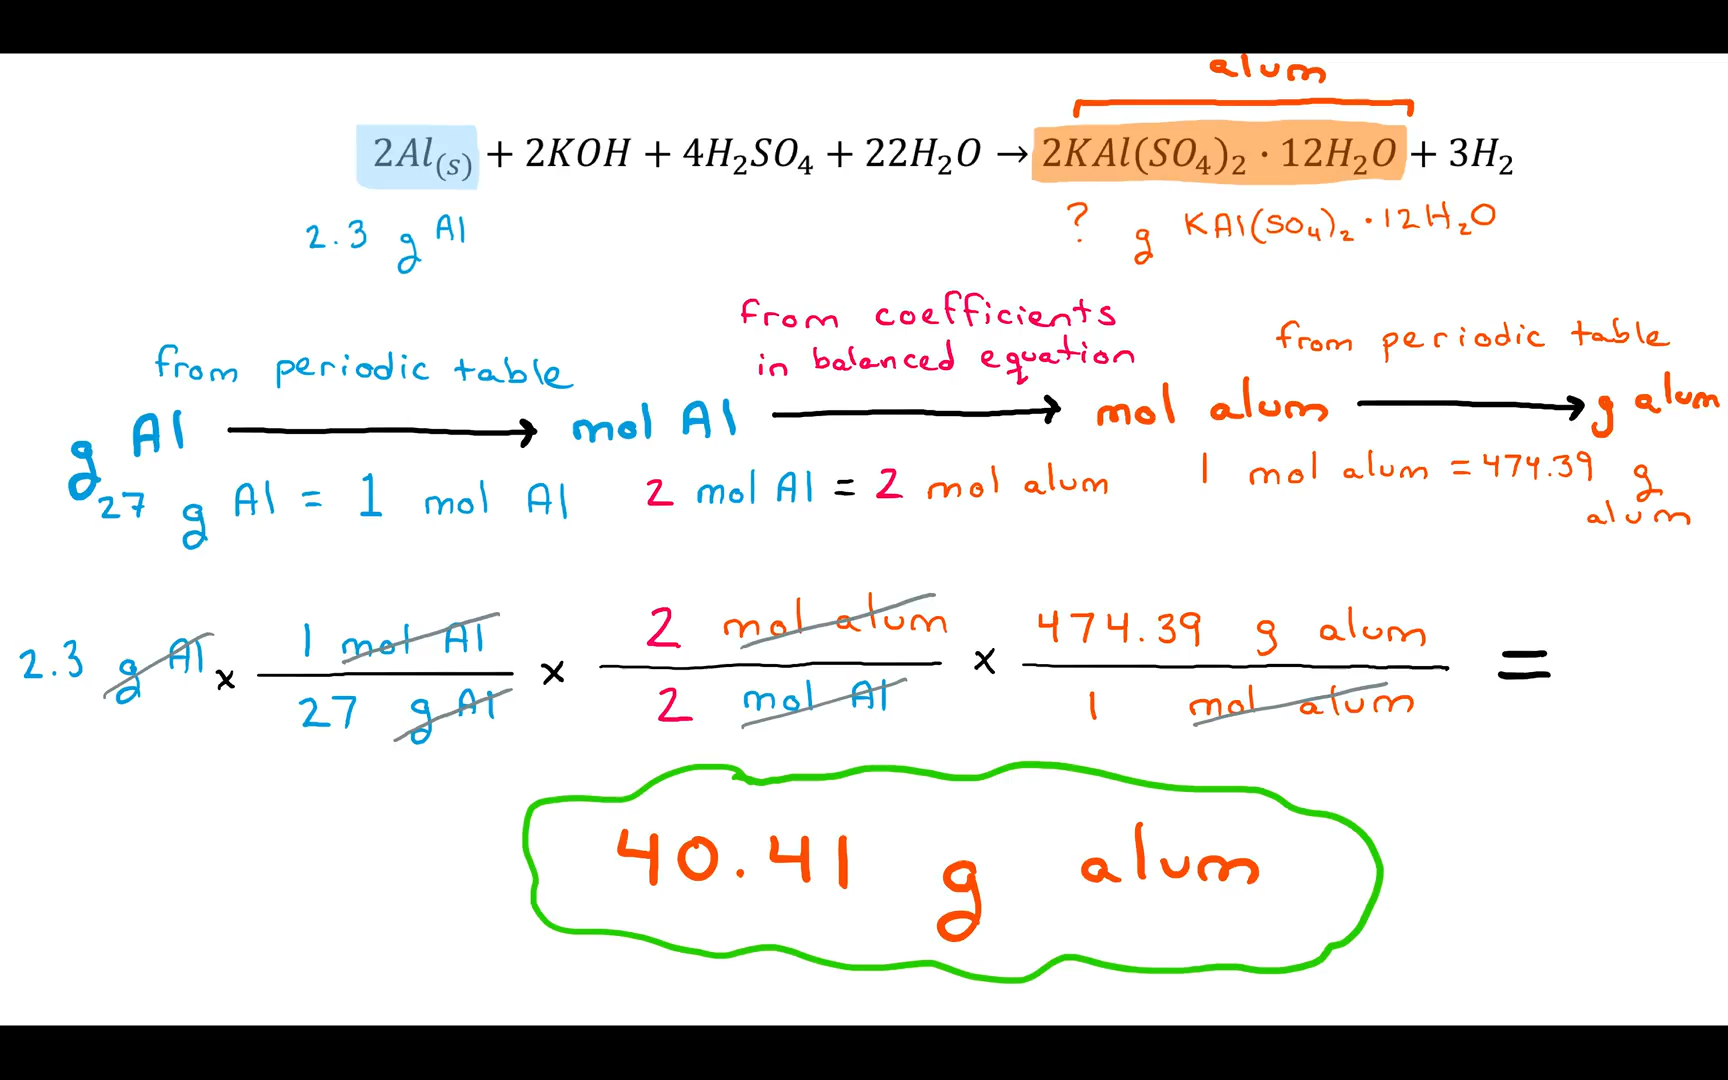 alum
2Al(s) + 2KOH + 4H₂SO₄ + 22H₂O → 2KAl(SO₄)₂ · 12H₂O + 3H₂
2.3 g Al ? g KAl(SO₄)₂ · 12H₂O
from periodic table from coefficients in balanced equation from periodic table
g Al → mol Al → mol alum → g alum
27 g Al = 1 mol Al 2 mol Al = 2 mol alum 1 mol alum = 474.39 g alum
2.3 g Al × 1 mol Al / 27 g Al × 2 mol alum / 2 mol Al × 474.39 g alum / 1 mol alum =
40.41 g alum